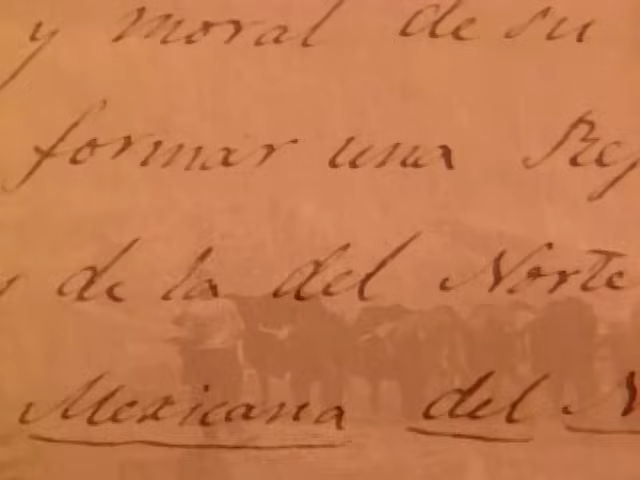 y moral de su
formar una
de la del Norte
Mexicana del